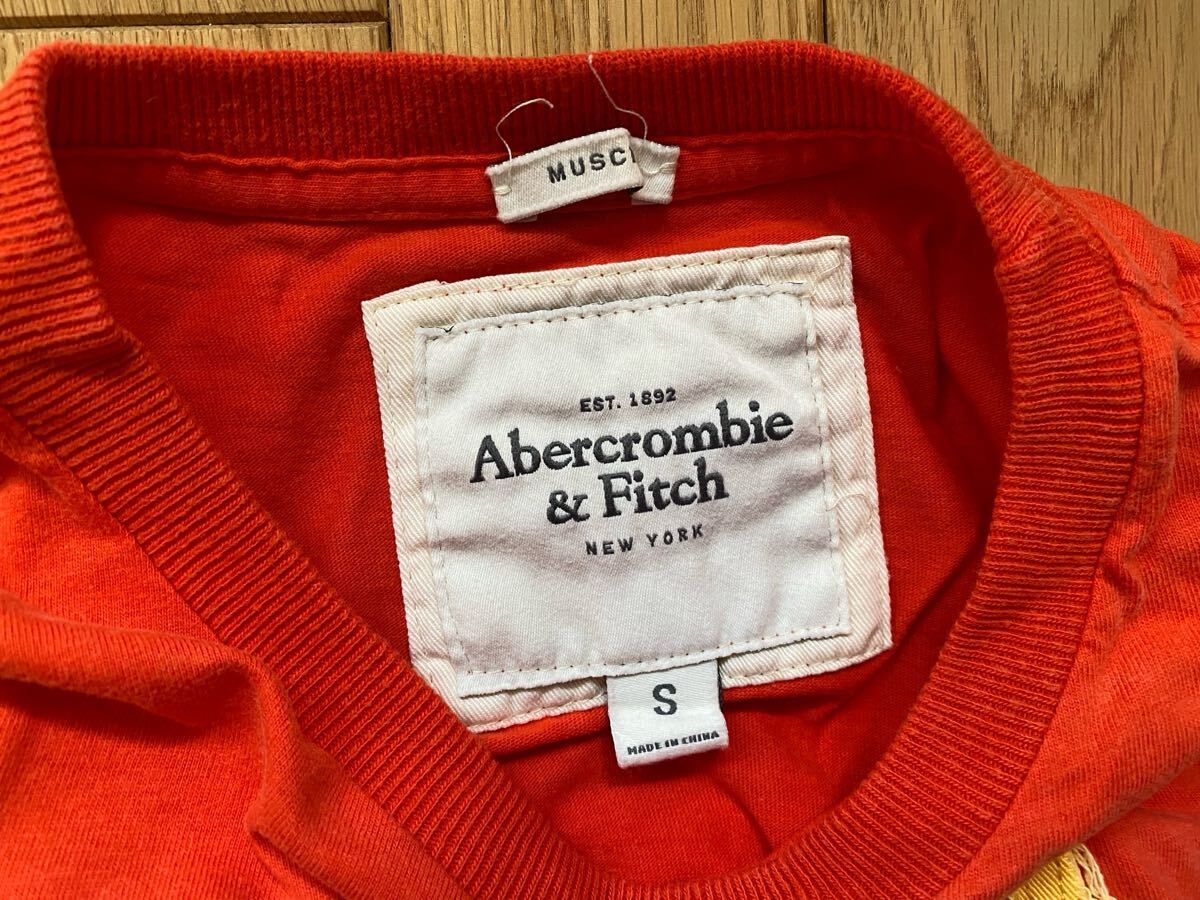 MUSC
EST. 1892
Abercrombie
& Fitch
NEW YORK
S
MADE IN CHINA